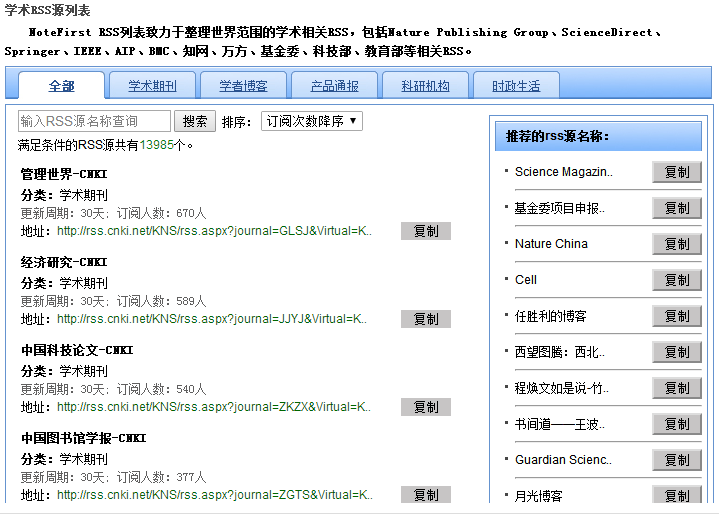 学术RSS源列表
NoteFirst RSS列表致力于整理世界范围的学术相关RSS，包括Nature Publishing Group、ScienceDirect、
Springer、IEEE、AIP、BMC、知网、万方、基金委、科技部、教育部等相关RSS。
全部 学术期刊 学者博客 产品通报 科研机构 时政生活
输入RSS源名称查询 搜索 排序： 订阅次数降序
满足条件的RSS源共有13985个。
管理世界-CNKI
分类：学术期刊
更新周期：30天；订阅人数：670人
地址：http://rss.cnki.net/KNS/rss.aspx?journal=GLSJ&Virtual=K.. 复制
经济研究-CNKI
分类：学术期刊
更新周期：30天；订阅人数：589人
地址：http://rss.cnki.net/KNS/rss.aspx?journal=JJYJ&Virtual=K.. 复制
中国科技论文-CNKI
分类：学术期刊
更新周期：30天；订阅人数：540人
地址：http://rss.cnki.net/KNS/rss.aspx?journal=ZKZX&Virtual=K.. 复制
中国图书馆学报-CNKI
分类：学术期刊
更新周期：30天；订阅人数：377人
地址：http://rss.cnki.net/KNS/rss.aspx?journal=ZGTS&Virtual=K.. 复制
推荐的rss源名称：
Science Magazin.. 复制
基金委项目申报.. 复制
Nature China 复制
Cell 复制
任胜利的博客 复制
西望图腾：西北.. 复制
程焕文如是说-竹.. 复制
书间道——王波.. 复制
Guardian Scienc.. 复制
月光博客 复制